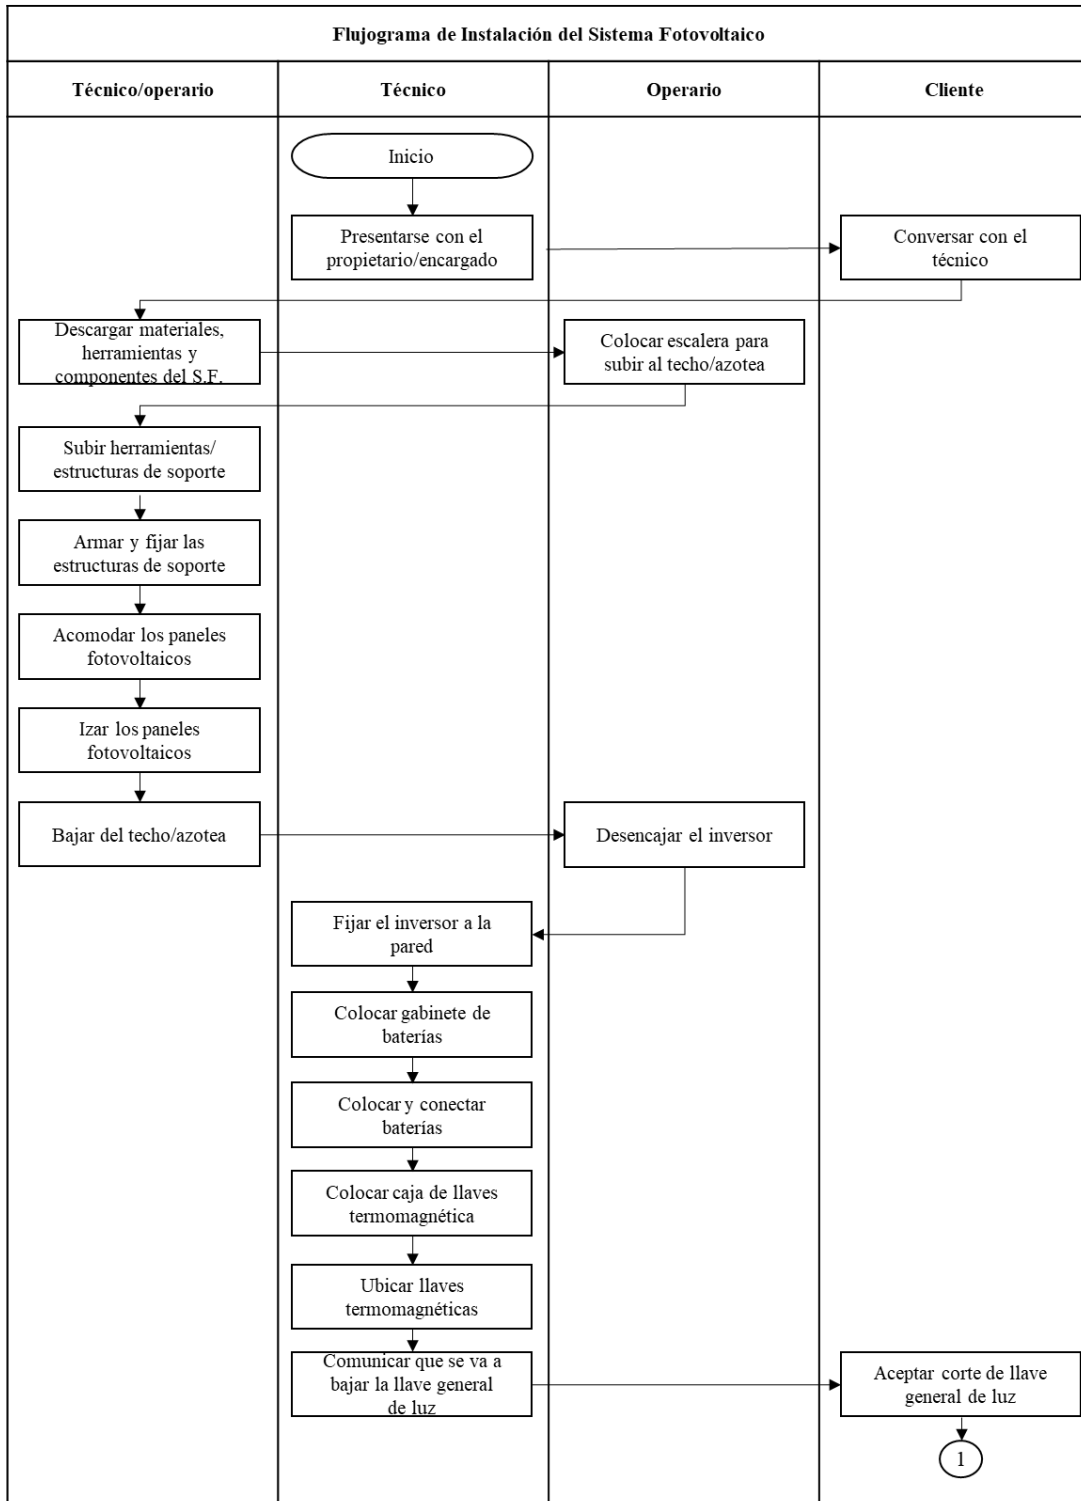 Flujograma de Instalación del Sistema Fotovoltaico
Técnico/operario
Técnico
Operario
Cliente
Inicio
Presentarse con el
propietario/encargado
Conversar con el
técnico
Descargar materiales,
herramientas y
componentes del S.F.
Colocar escalera para
subir al techo/azotea
Subir herramientas/
estructuras de soporte
Armar y fijar las
estructuras de soporte
Acomodar los paneles
fotovoltaicos
Izar los paneles
fotovoltaicos
Bajar del techo/azotea
Desencajar el inversor
Fijar el inversor a la
pared
Colocar gabinete de
baterías
Colocar y conectar
baterías
Colocar caja de llaves
termomagnética
Ubicar llaves
termomagnéticas
Comunicar que se va a
bajar la llave general
de luz
Aceptar corte de llave
general de luz
1